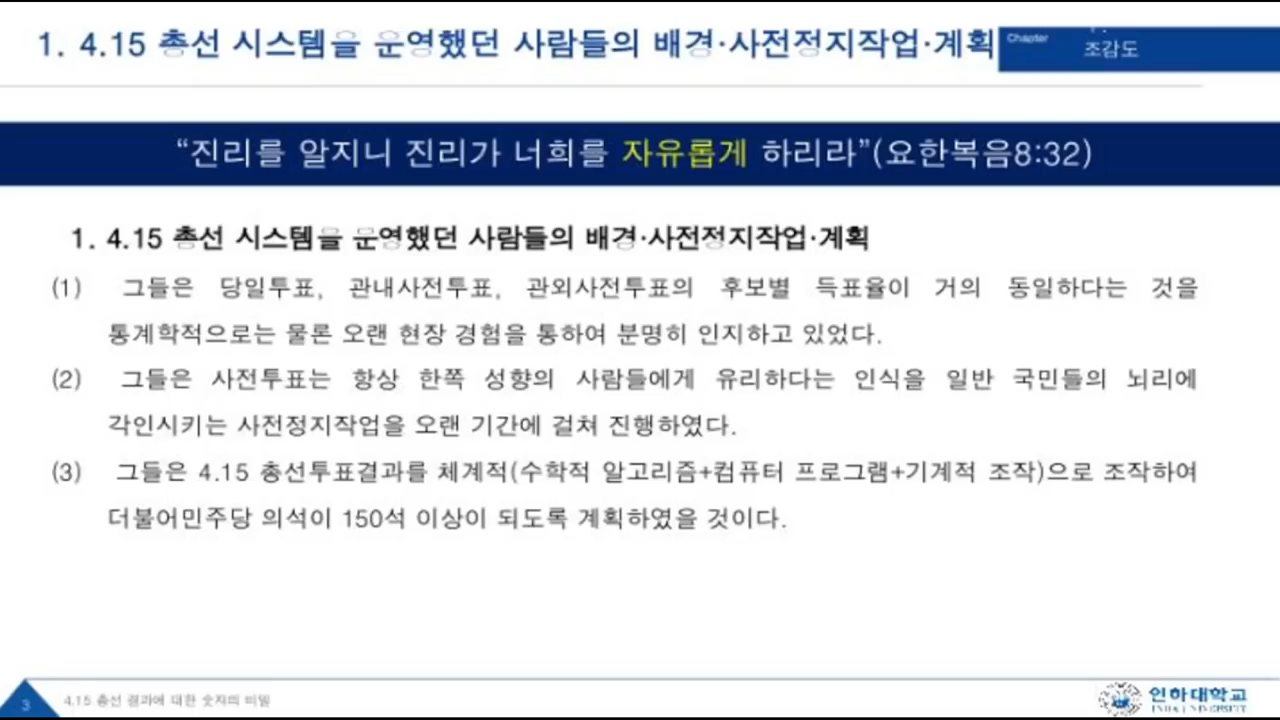 1. 4.15 총선 시스템을 운영했던 사람들의 배경·사전정지작업·계획
Chapter
조감도
“진리를 알지니 진리가 너희를 자유롭게 하리라”(요한복음8:32)
1. 4.15 총선 시스템을 운영했던 사람들의 배경·사전정지작업·계획
(1) 그들은 당일투표, 관내사전투표, 관외사전투표의 후보별 득표율이 거의 동일하다는 것을
통계학적으로는 물론 오랜 현장 경험을 통하여 분명히 인지하고 있었다.
(2) 그들은 사전투표는 항상 한쪽 성향의 사람들에게 유리하다는 인식을 일반 국민들의 뇌리에
각인시키는 사전정지작업을 오랜 기간에 걸쳐 진행하였다.
(3) 그들은 4.15 총선투표결과를 체계적(수학적 알고리즘+컴퓨터 프로그램+기계적 조작)으로 조작하여
더불어민주당 의석이 150석 이상이 되도록 계획하였을 것이다.
3
4.15 총선 결과에 대한 숫자의 비밀
인하대학교
INHA UNIVERSITY